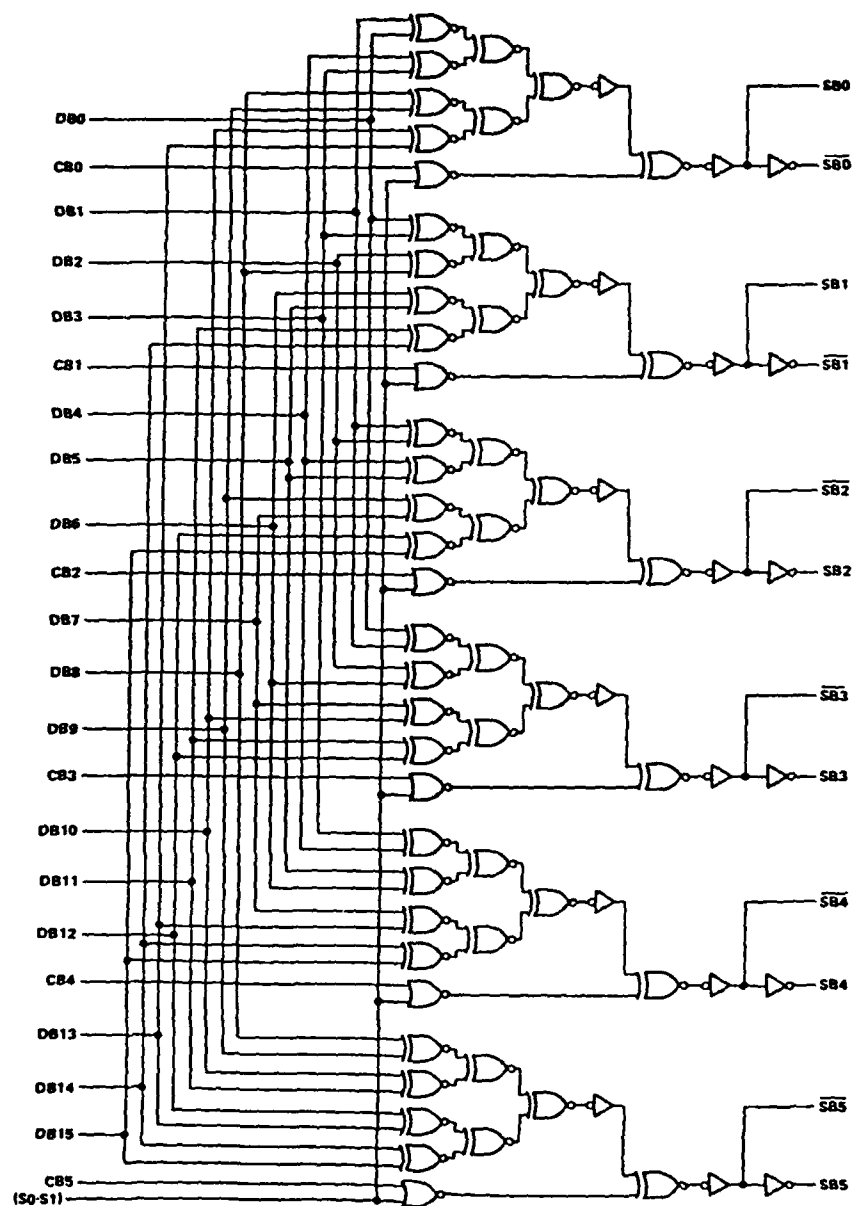 SB0
DB0
CB0
S̅B̅0̅
DB1
DB2
SB1
DB3
CB1
S̅B̅1̅
DB4
DB5
S̅B̅2̅
DB6
CB2
SB2
DB7
DB8
S̅B̅3̅
DB9
CB3
SB3
DB10
DB11
S̅B̅4̅
DB12
CB4
SB4
DB13
DB14
S̅B̅5̅
DB15
CB5
SB5
(S0·S1)